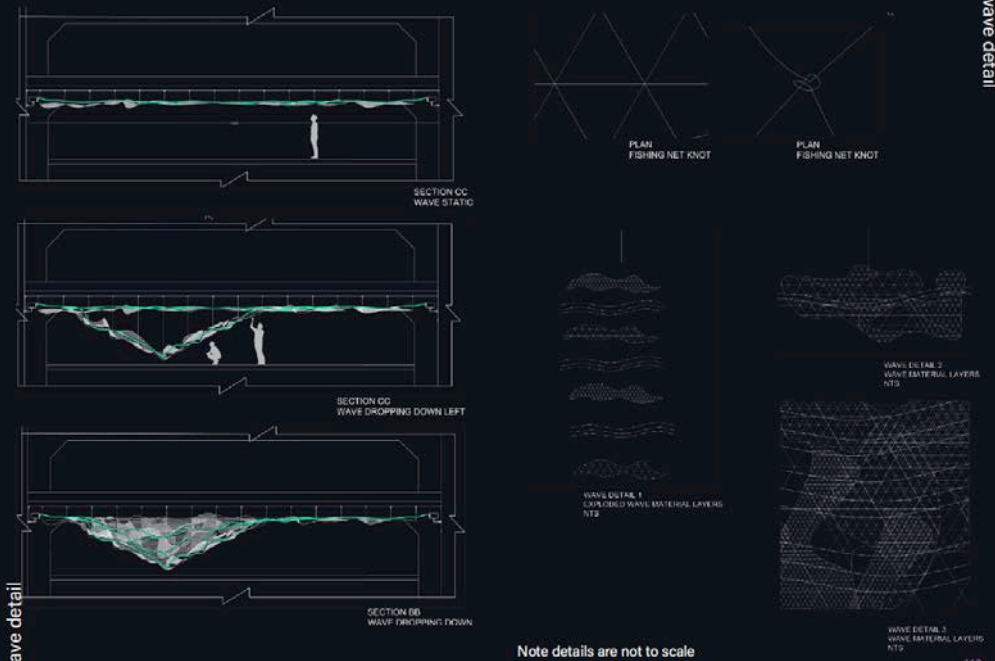 wave detail
SECTION CC
WAVE STATIC
SECTION CC
WAVE DROPPING DOWN LEFT
SECTION BB
WAVE DROPPING DOWN
ave detail
PLAN
FISHING NET KNOT
PLAN
FISHING NET KNOT
WAVE DETAIL 1
EXPLODED WAVE MATERIAL LAYERS
NTS
WAVE DETAIL 2
WAVE MATERIAL LAYERS
NTS
WAVE DETAIL 3
WAVE MATERIAL LAYERS
NTS
Note details are not to scale